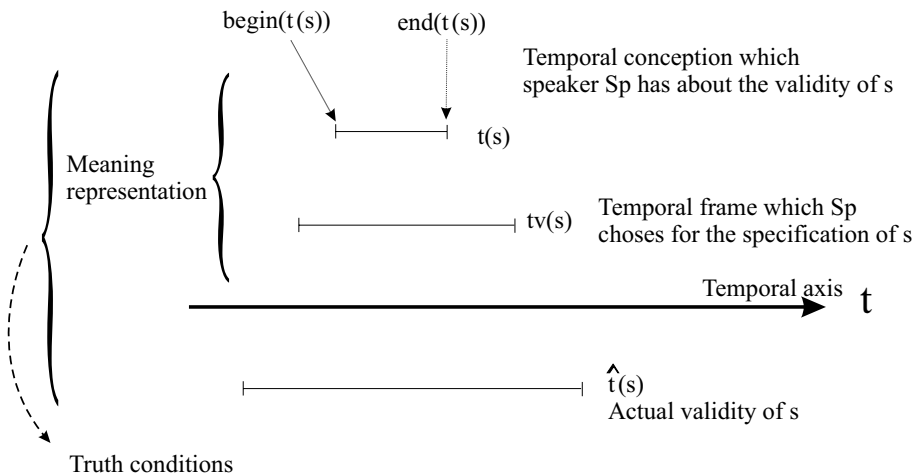 begin(t(s))
end(t(s))
Temporal conception which
speaker Sp has about the validity of s
t(s)
Meaning
representation
tv(s)
Temporal frame which Sp
choses for the specification of s
Temporal axis
t
t̂(s)
Actual validity of s
Truth conditions